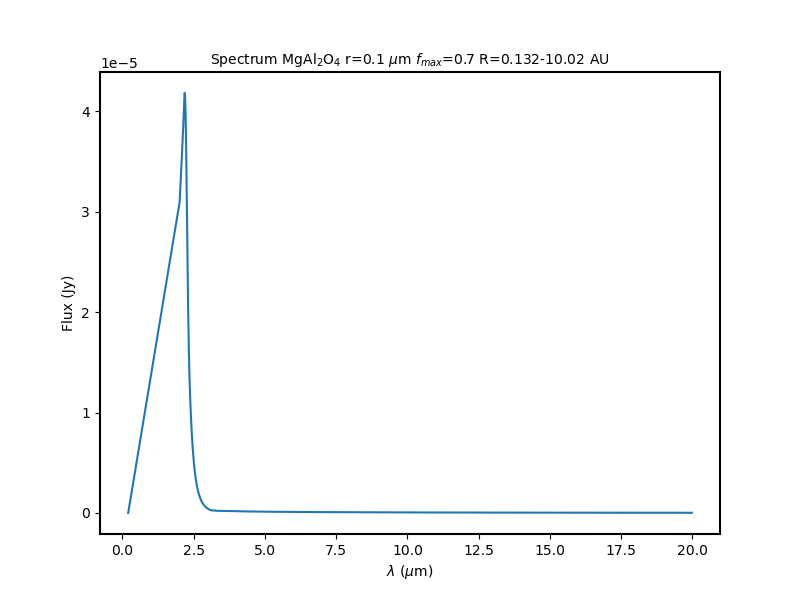 Spectrum MgAl₂O₄ r=0.1 μm f_max=0.7 R=0.132-10.02 AU
1e−5
4
3
2
1
0
Flux (Jy)
0.0 2.5 5.0 7.5 10.0 12.5 15.0 17.5 20.0
λ (μm)